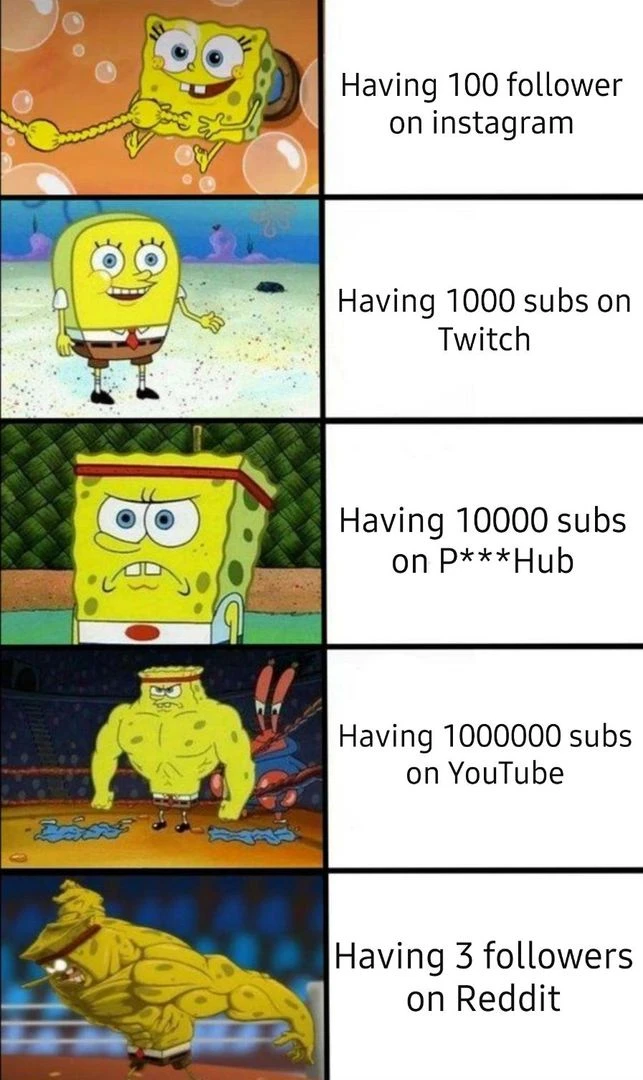 Having 100 follower
on instagram
Having 1000 subs on
Twitch
Having 10000 subs
on P***Hub
Having 1000000 subs
on YouTube
Having 3 followers
on Reddit